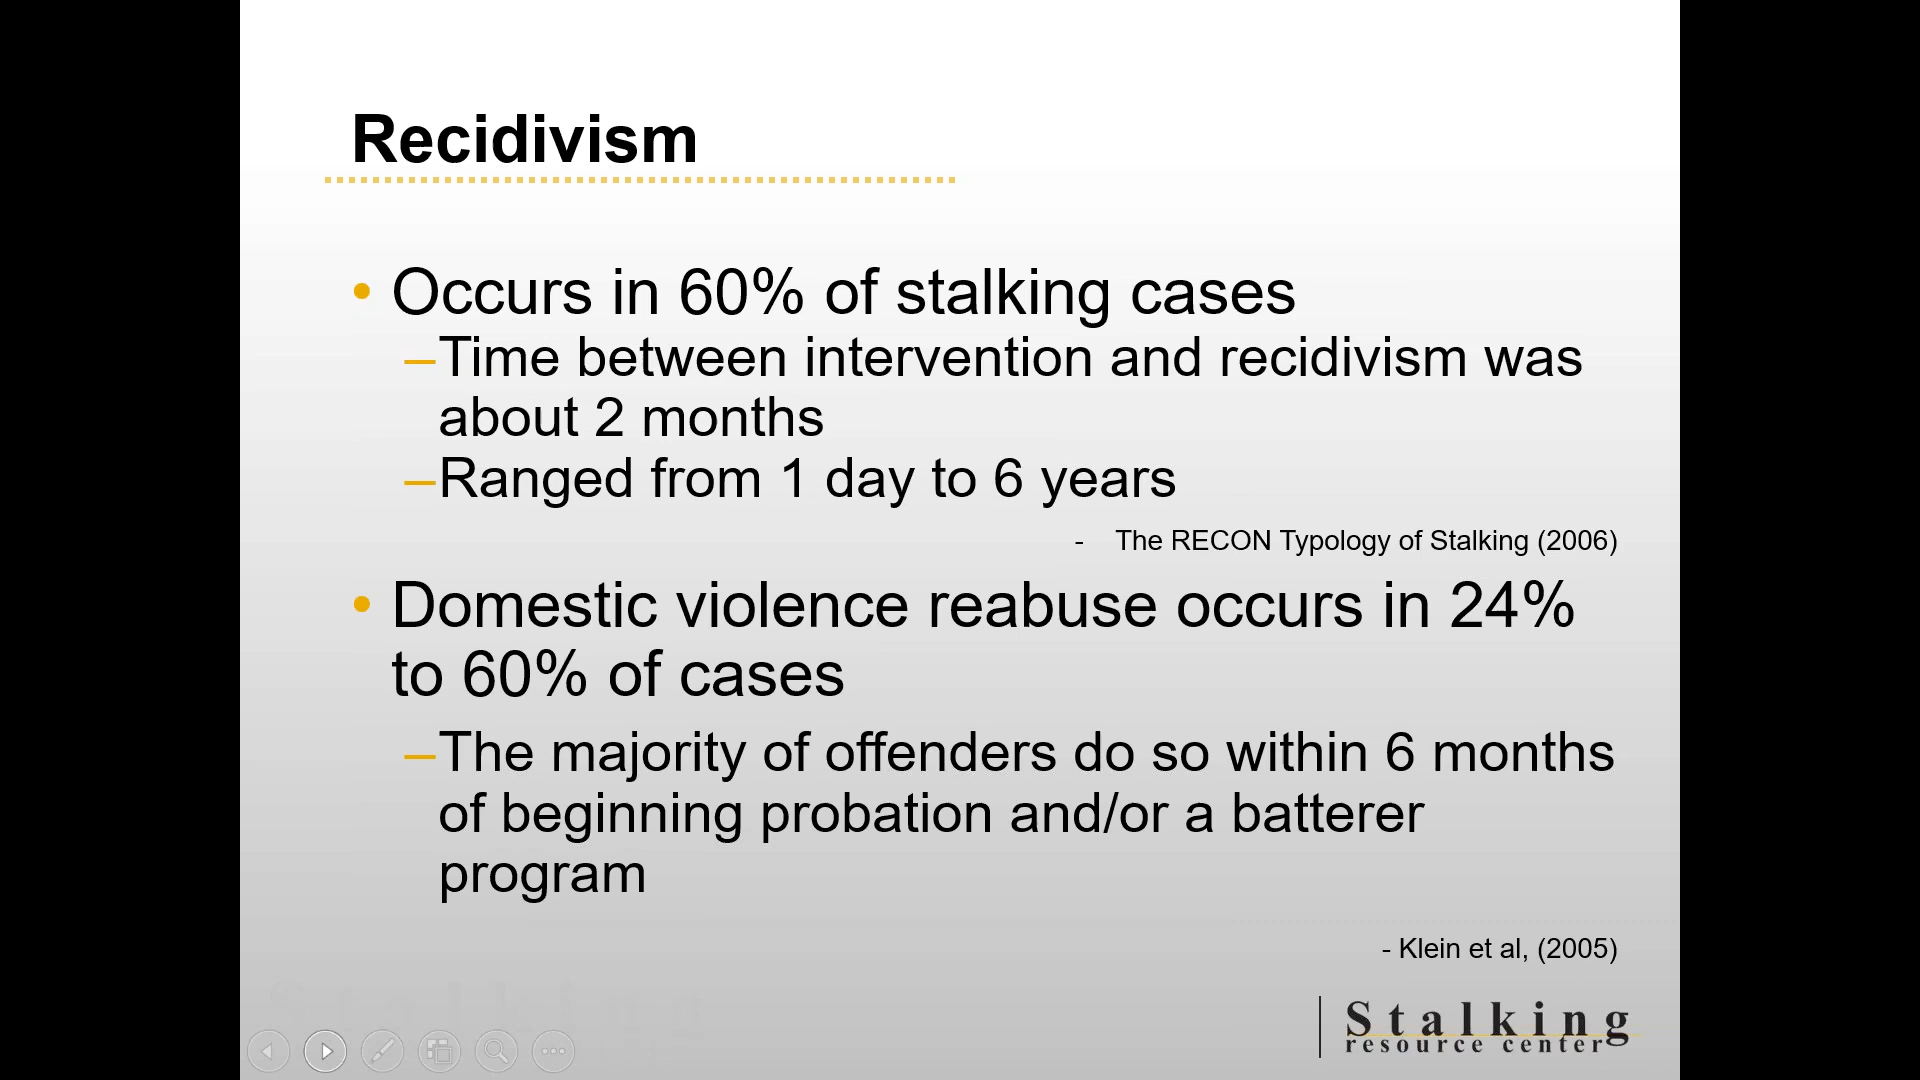 Recidivism
• Occurs in 60% of stalking cases
–Time between intervention and recidivism was
about 2 months
–Ranged from 1 day to 6 years
- The RECON Typology of Stalking (2006)
• Domestic violence reabuse occurs in 24%
to 60% of cases
–The majority of offenders do so within 6 months
of beginning probation and/or a batterer
program
- Klein et al, (2005)
Stalking
resource center